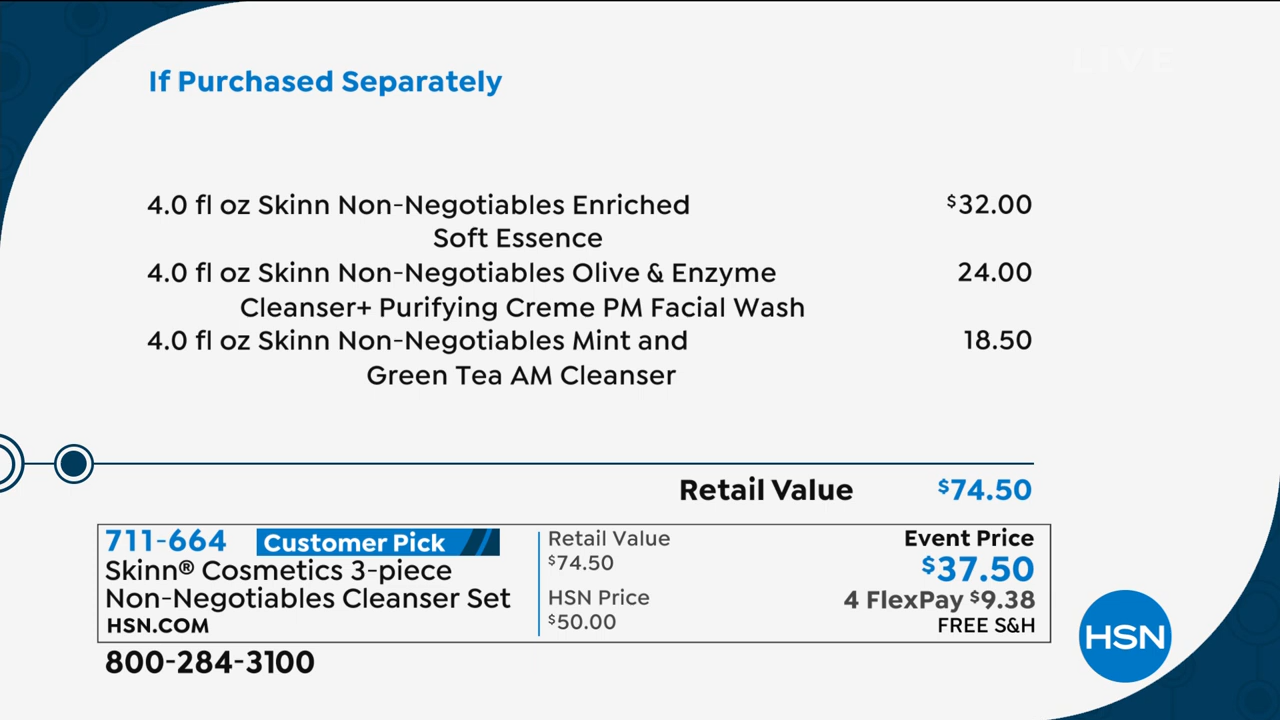 LIVE
If Purchased Separately
4.0 fl oz Skinn Non-Negotiables Enriched $32.00
Soft Essence
4.0 fl oz Skinn Non-Negotiables Olive & Enzyme 24.00
Cleanser+ Purifying Creme PM Facial Wash
4.0 fl oz Skinn Non-Negotiables Mint and 18.50
Green Tea AM Cleanser
Retail Value $74.50
711-664 Customer Pick
Skinn® Cosmetics 3-piece
Non-Negotiables Cleanser Set
HSN.COM
Retail Value
$74.50
HSN Price
$50.00
Event Price
$37.50
4 FlexPay $9.38
FREE S&H
HSN
800-284-3100